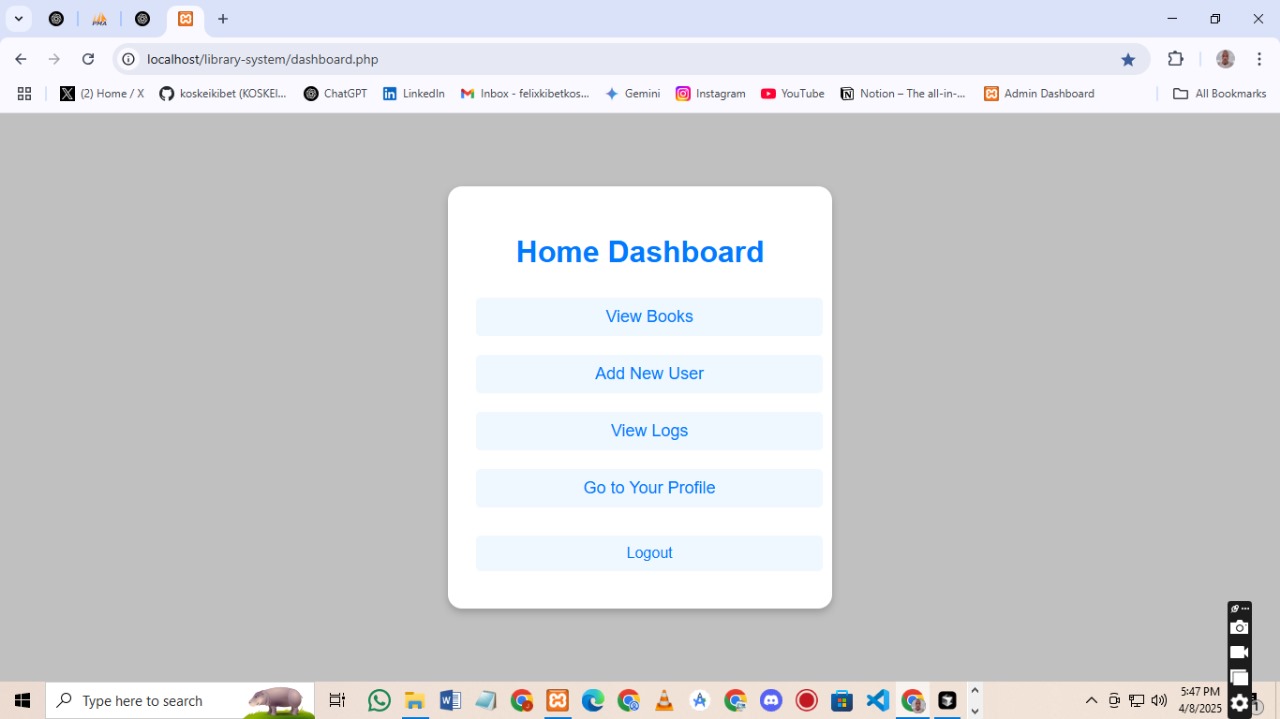 localhost/library-system/dashboard.php
(2) Home / X
koskeikibet (KOSKEI...
ChatGPT
LinkedIn
Inbox - felixkibetkos...
Gemini
Instagram
YouTube
Notion – The all-in-...
Admin Dashboard
All Bookmarks
Home Dashboard
View Books
Add New User
View Logs
Go to Your Profile
Logout
Type here to search
5:47 PM
4/8/2025